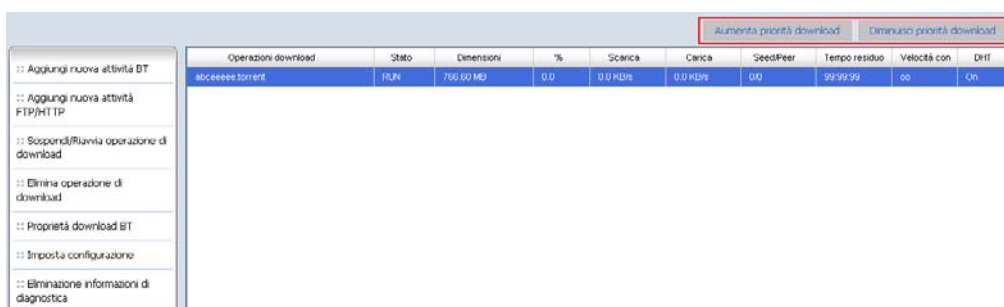 Aumenta priorità download Diminuisci priorità download
Operazioni download Stato Dimensioni % Scarica Carica Seed/Peer Tempo residuo Velocità con DHT
abceeeee.torrent RUN 766.60 MB 0.0 0.0 KB/s 0.0 KB/s 0/0 99:99:99 oo On
:: Aggiungi nuova attività BT
:: Aggiungi nuova attività
FTP/HTTP
:: Sospendi/Riavvia operazione di
download
:: Elimina operazione di
download
:: Proprietà download BT
:: Imposta configurazione
:: Eliminazione informazioni di
diagnostica